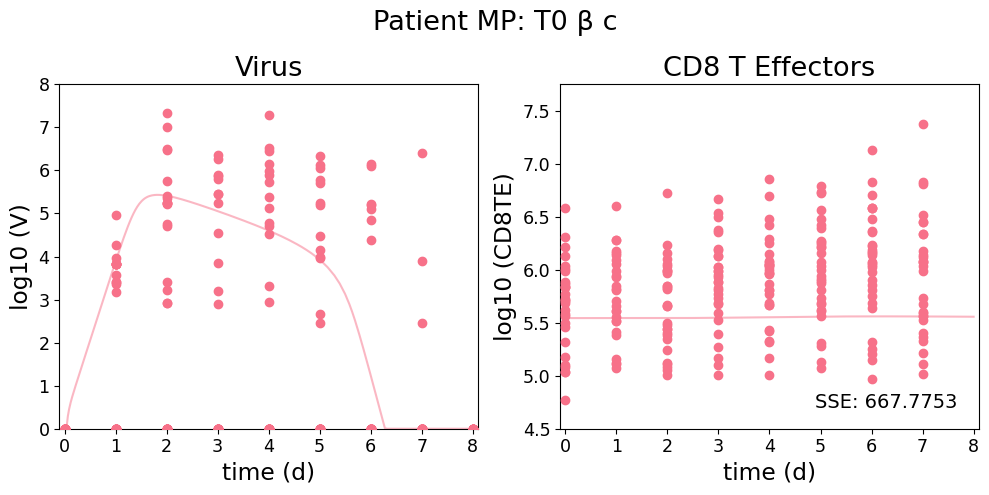 Patient MP: T0 β c
Virus
CD8 T Effectors
log10 (V)
8
7
6
5
4
3
2
1
0
0 1 2 3 4 5 6 7 8
time (d)
log10 (CD8TE)
7.5
7.0
6.5
6.0
5.5
5.0
4.5
SSE: 667.7753
0 1 2 3 4 5 6 7 8
time (d)